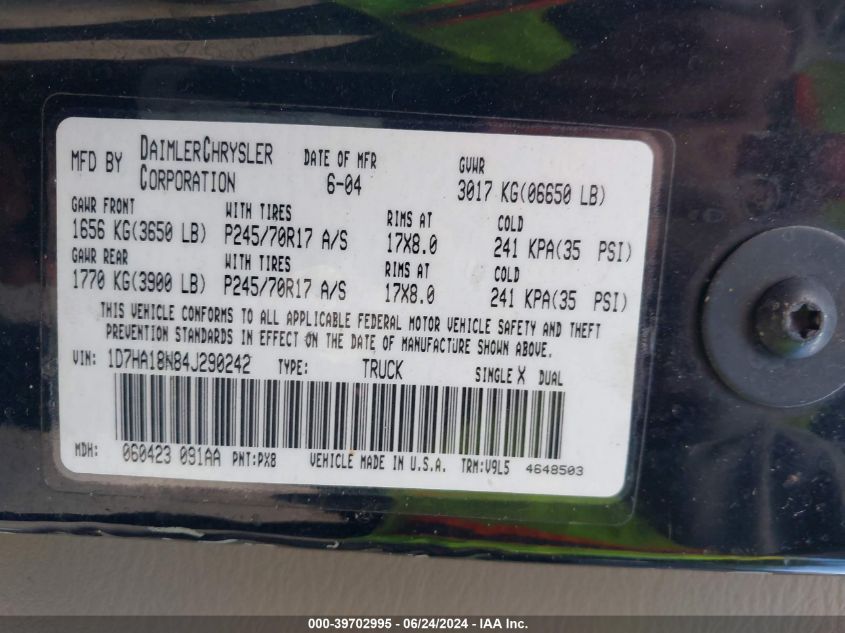 MFD BY DAIMLERCHRYSLER CORPORATION DATE OF MFR 6-04 GVWR 3017 KG(06650 LB)
GAWR FRONT WITH TIRES RIMS AT COLD
1656 KG(3650 LB) P245/70R17 A/S 17X8.0 241 KPA(35 PSI)
GAWR REAR WITH TIRES RIMS AT COLD
1770 KG(3900 LB) P245/70R17 A/S 17X8.0 241 KPA(35 PSI)
THIS VEHICLE CONFORMS TO ALL APPLICABLE FEDERAL MOTOR VEHICLE SAFETY AND THEFT
PREVENTION STANDARDS IN EFFECT ON THE DATE OF MANUFACTURE SHOWN ABOVE.
VIN: 1D7HA18N84J290242 TYPE: TRUCK SINGLE X DUAL
MDH: 060423 091AA PNT:PX8 VEHICLE MADE IN U.S.A. TRM:V9L5 4648503
000-39702995 - 06/24/2024 - IAA Inc.